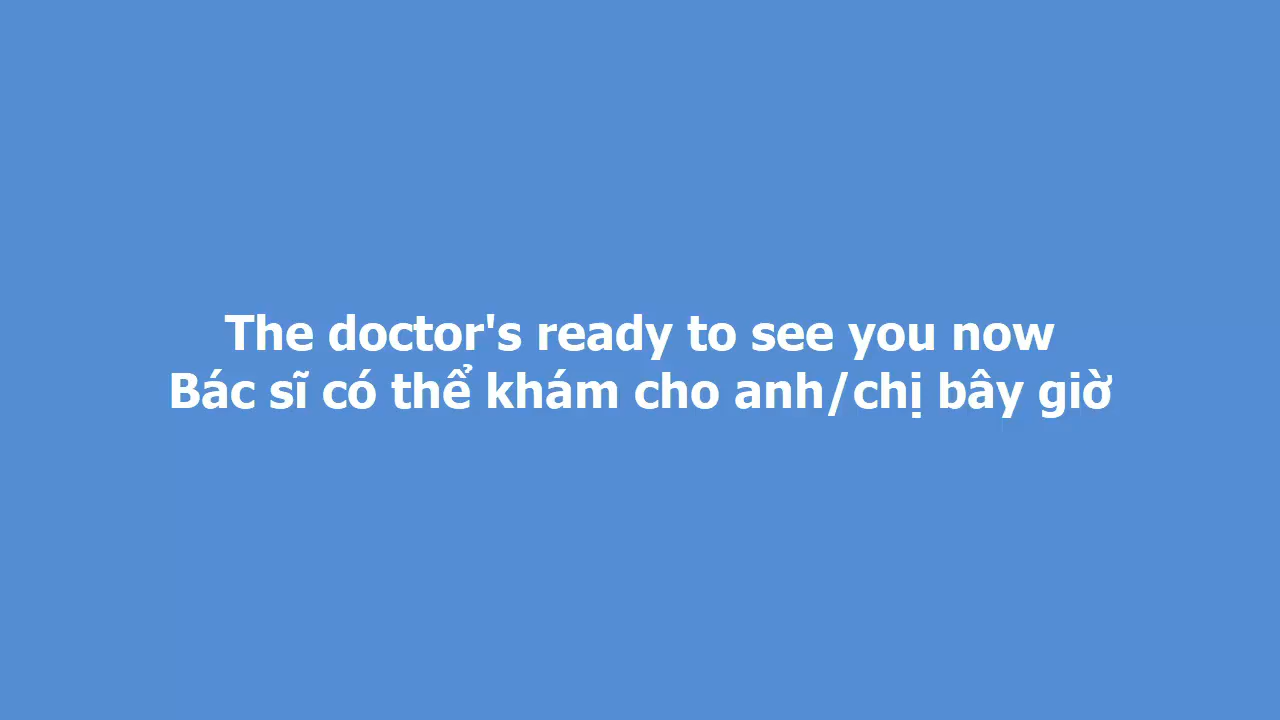 The doctor's ready to see you now
Bác sĩ có thể khám cho anh/chị bây giờ